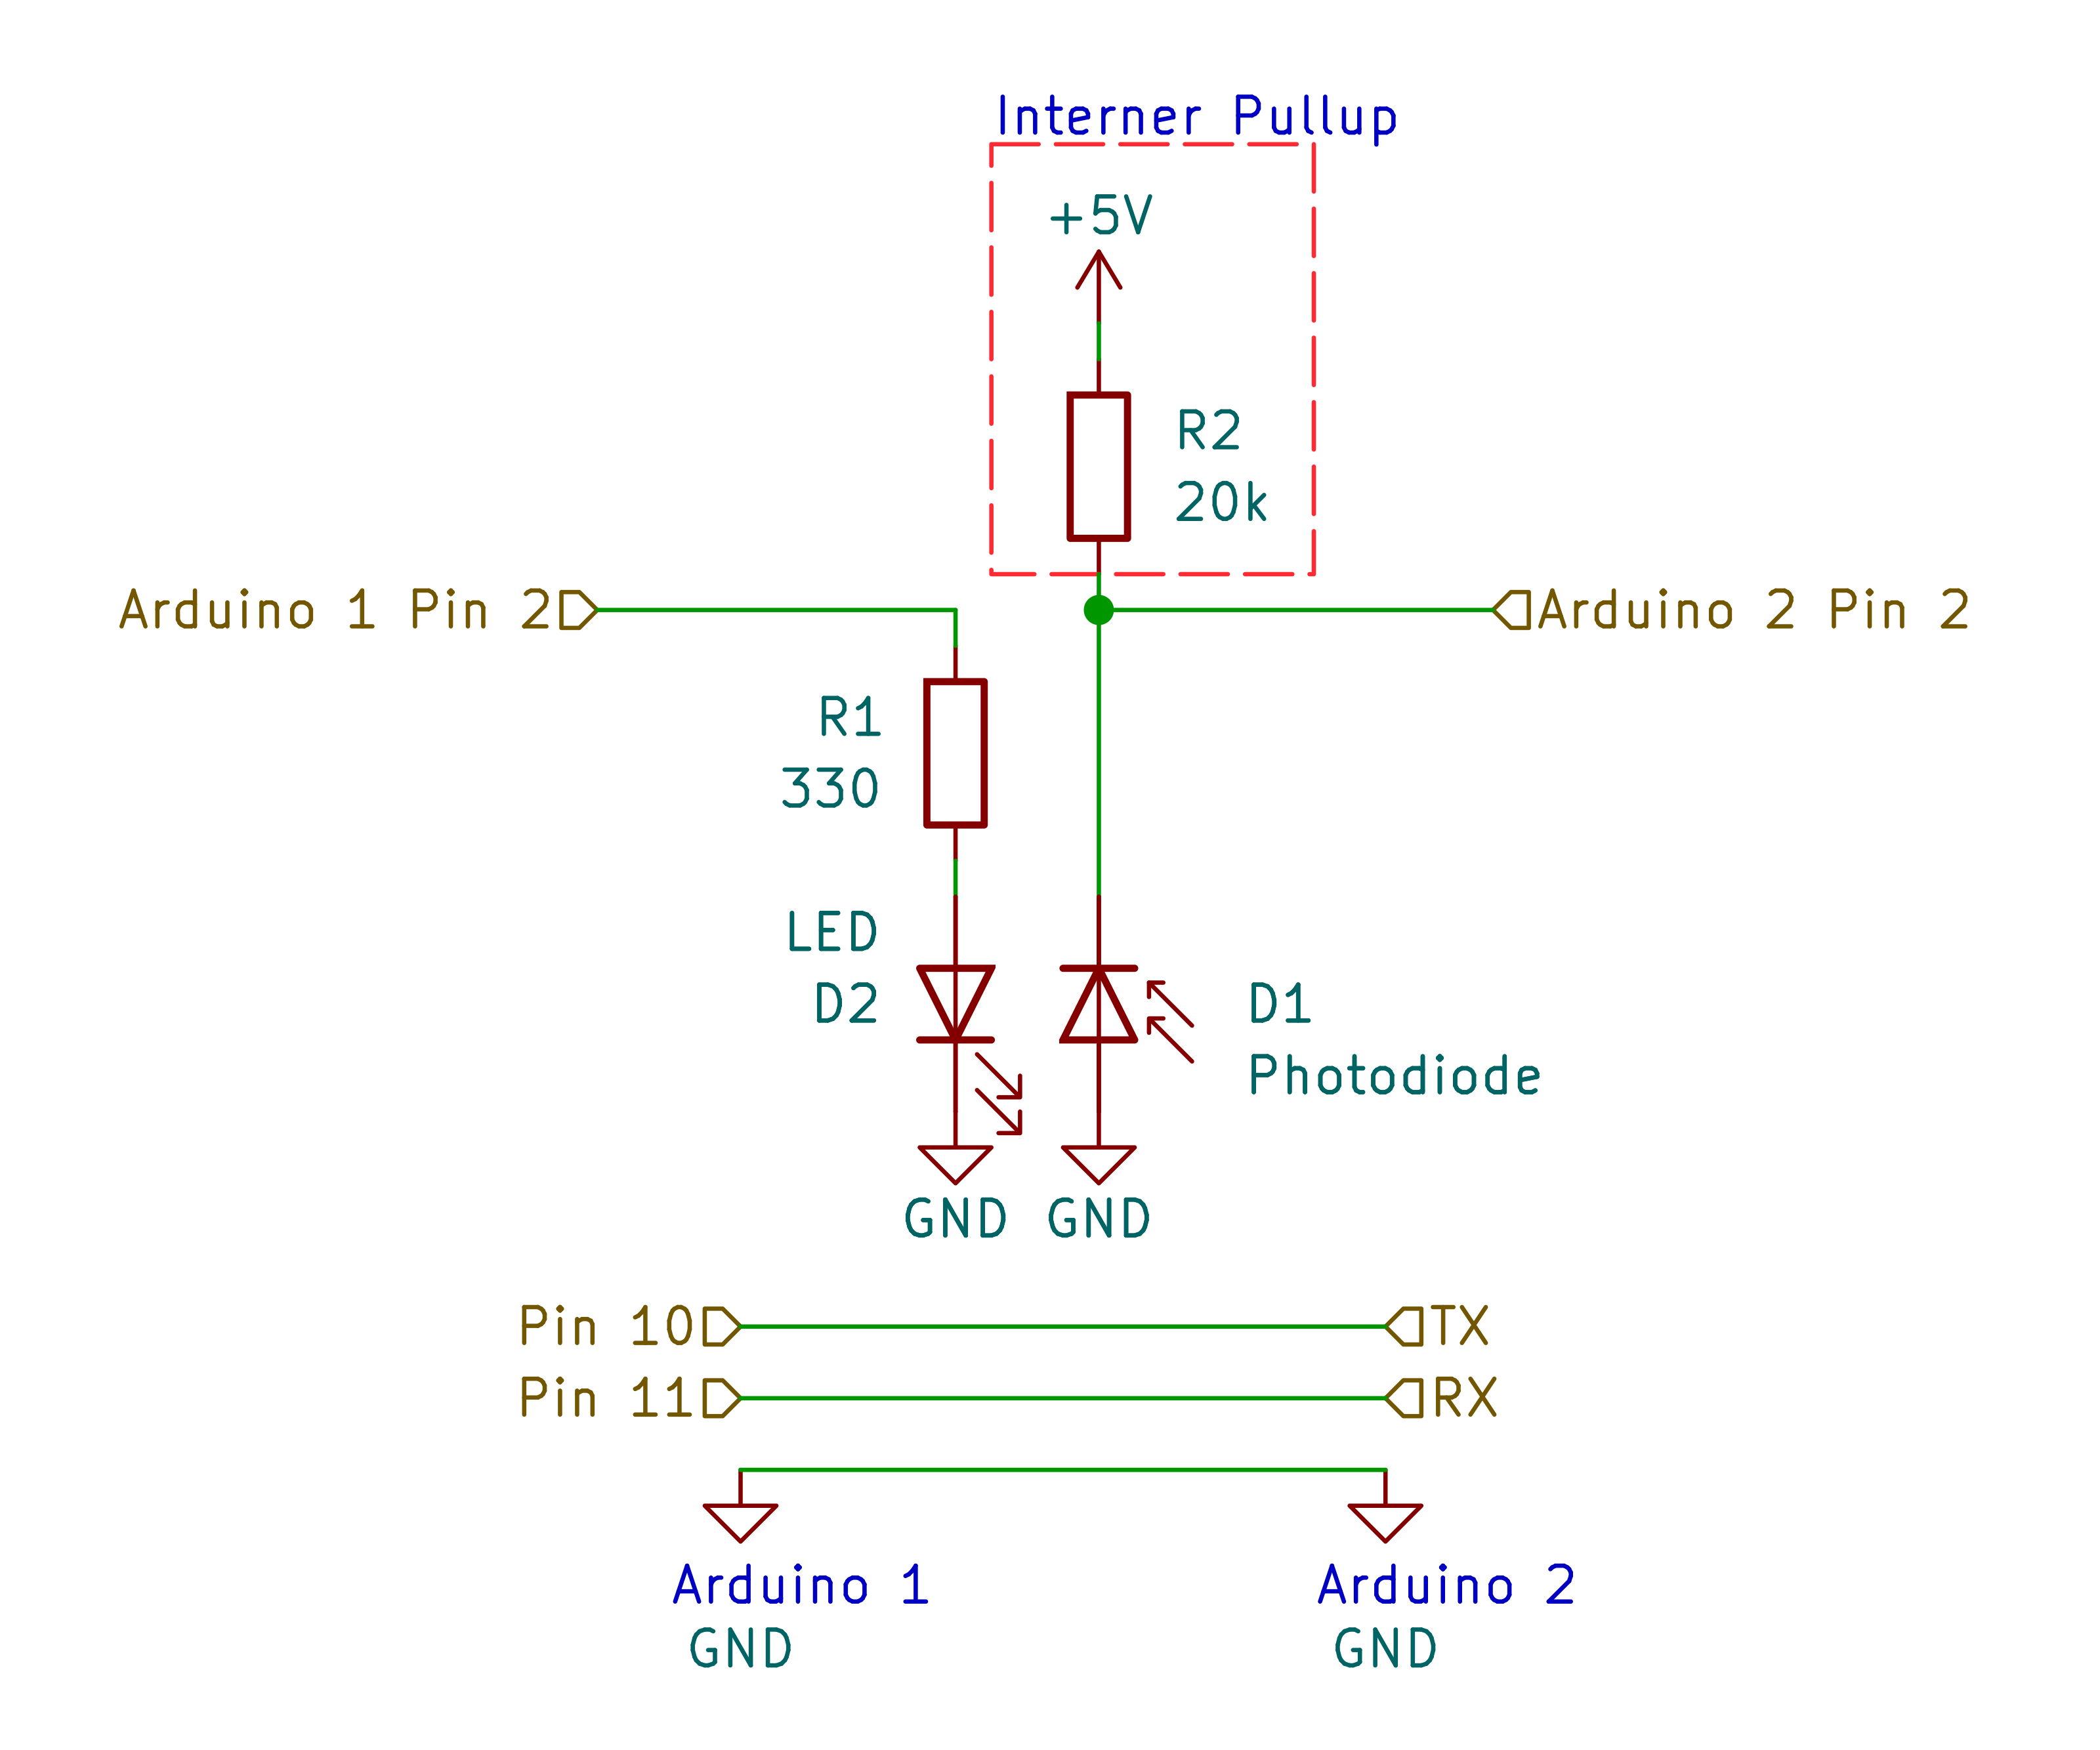 Interner Pullup
+5V
R2
20k
Arduino 1 Pin 2
Arduino 2 Pin 2
R1
330
LED
D2
D1
Photodiode
GND
GND
Pin 10
TX
Pin 11
RX
Arduino 1
GND
Arduino 2
GND